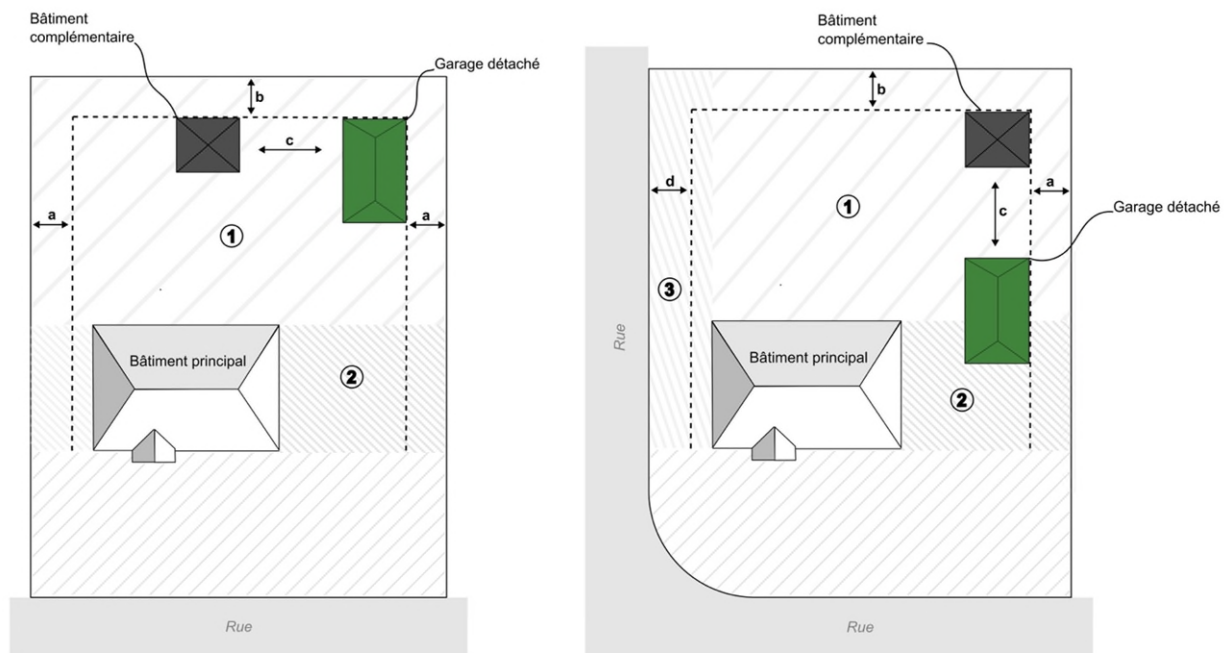 Bâtiment
complémentaire
Garage détaché
b
c
a
a
①
Bâtiment principal
②
Rue
Bâtiment
complémentaire
b
d
a
①
c
Garage détaché
③
Rue
Bâtiment principal
②
Rue